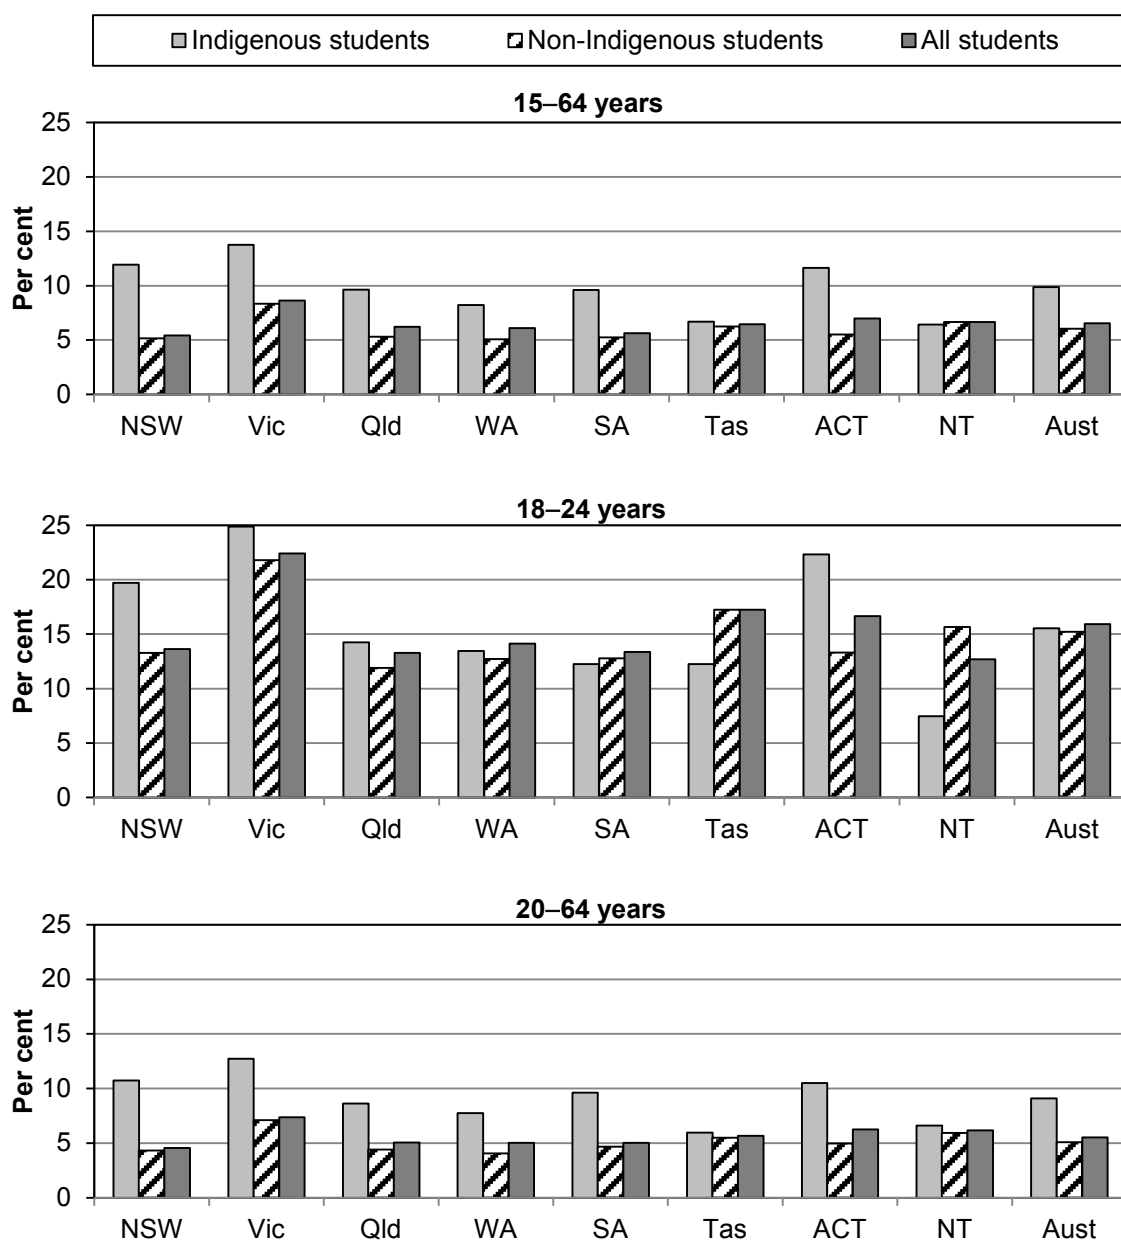 Indigenous students Non-Indigenous students All students
15–64 years
Per cent
25
20
15
10
5
0
NSW Vic Qld WA SA Tas ACT NT Aust
18–24 years
Per cent
25
20
15
10
5
0
NSW Vic Qld WA SA Tas ACT NT Aust
20–64 years
Per cent
25
20
15
10
5
0
NSW Vic Qld WA SA Tas ACT NT Aust